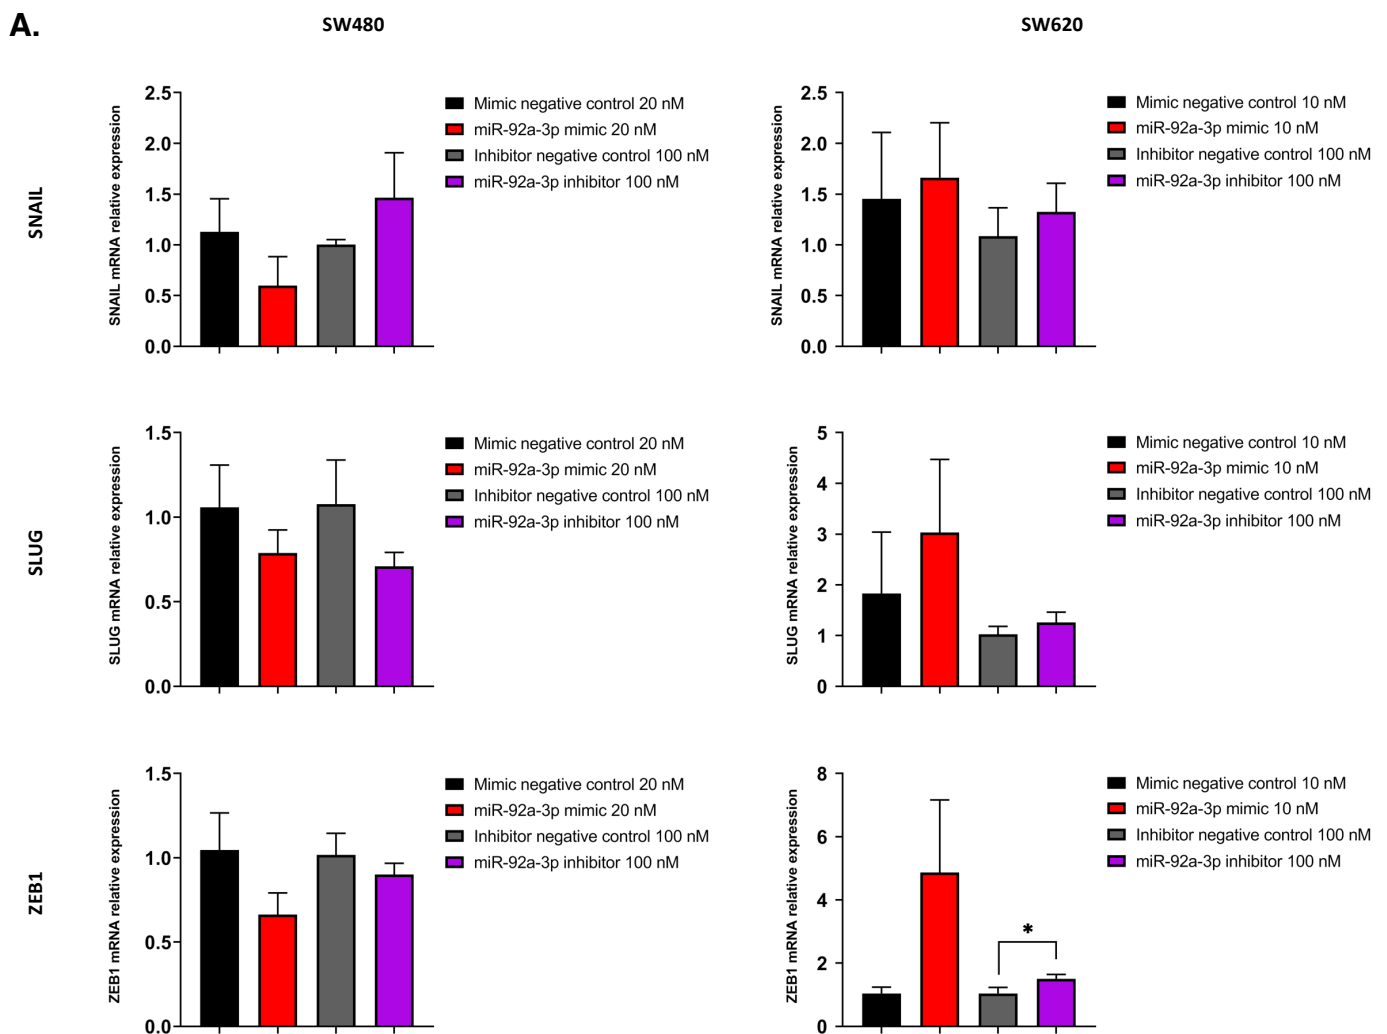 A.
SW480
SW620
SNAIL
SNAIL mRNA relative expression
2.5
2.0
1.5
1.0
0.5
0.0
Mimic negative control 20 nM
miR-92a-3p mimic 20 nM
Inhibitor negative control 100 nM
miR-92a-3p inhibitor 100 nM
SNAIL mRNA relative expression
2.5
2.0
1.5
1.0
0.5
0.0
Mimic negative control 10 nM
miR-92a-3p mimic 10 nM
Inhibitor negative control 100 nM
miR-92a-3p inhibitor 100 nM
SLUG
SLUG mRNA relative expression
1.5
1.0
0.5
0.0
Mimic negative control 20 nM
miR-92a-3p mimic 20 nM
Inhibitor negative control 100 nM
miR-92a-3p inhibitor 100 nM
SLUG mRNA relative expression
5
4
3
2
1
0
Mimic negative control 10 nM
miR-92a-3p mimic 10 nM
Inhibitor negative control 100 nM
miR-92a-3p inhibitor 100 nM
ZEB1
ZEB1 mRNA relative expression
1.5
1.0
0.5
0.0
Mimic negative control 20 nM
miR-92a-3p mimic 20 nM
Inhibitor negative control 100 nM
miR-92a-3p inhibitor 100 nM
ZEB1 mRNA relative expression
8
6
4
2
0
*
Mimic negative control 10 nM
miR-92a-3p mimic 10 nM
Inhibitor negative control 100 nM
miR-92a-3p inhibitor 100 nM